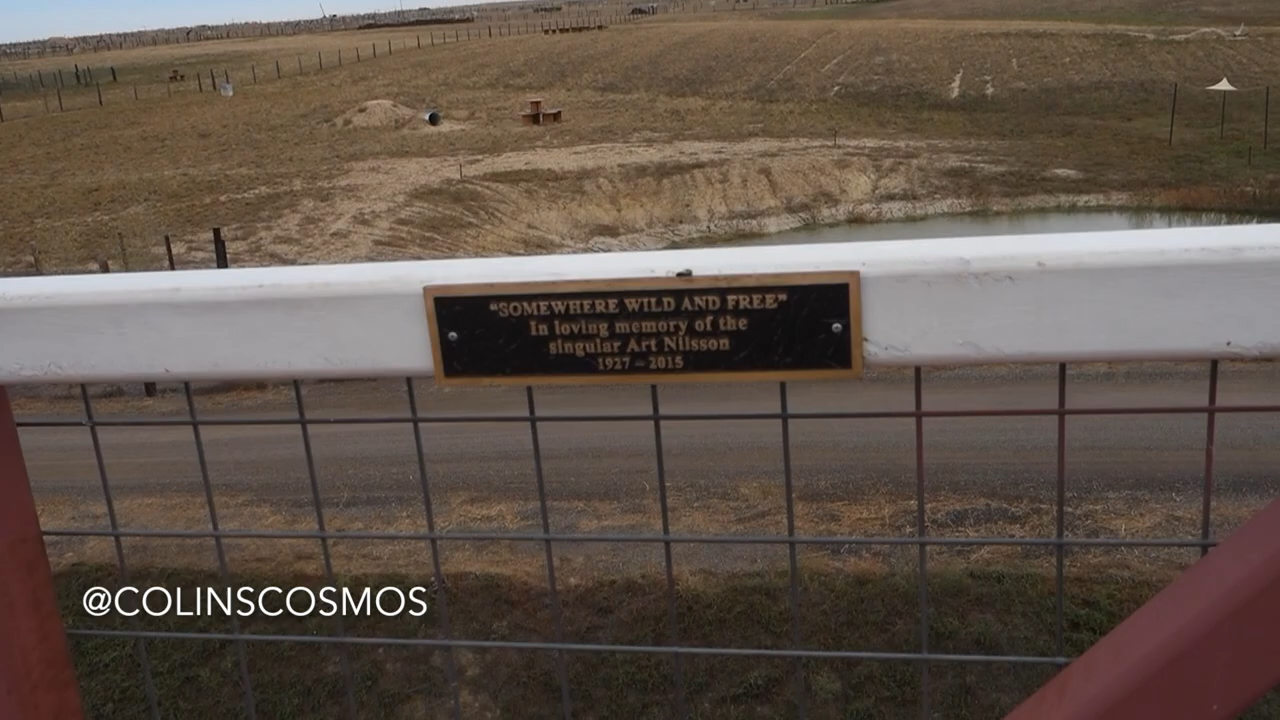 "SOMEWHERE WILD AND FREE"
In loving memory of the
singular Art Nilsson
1927 – 2015
@COLINSCOSMOS